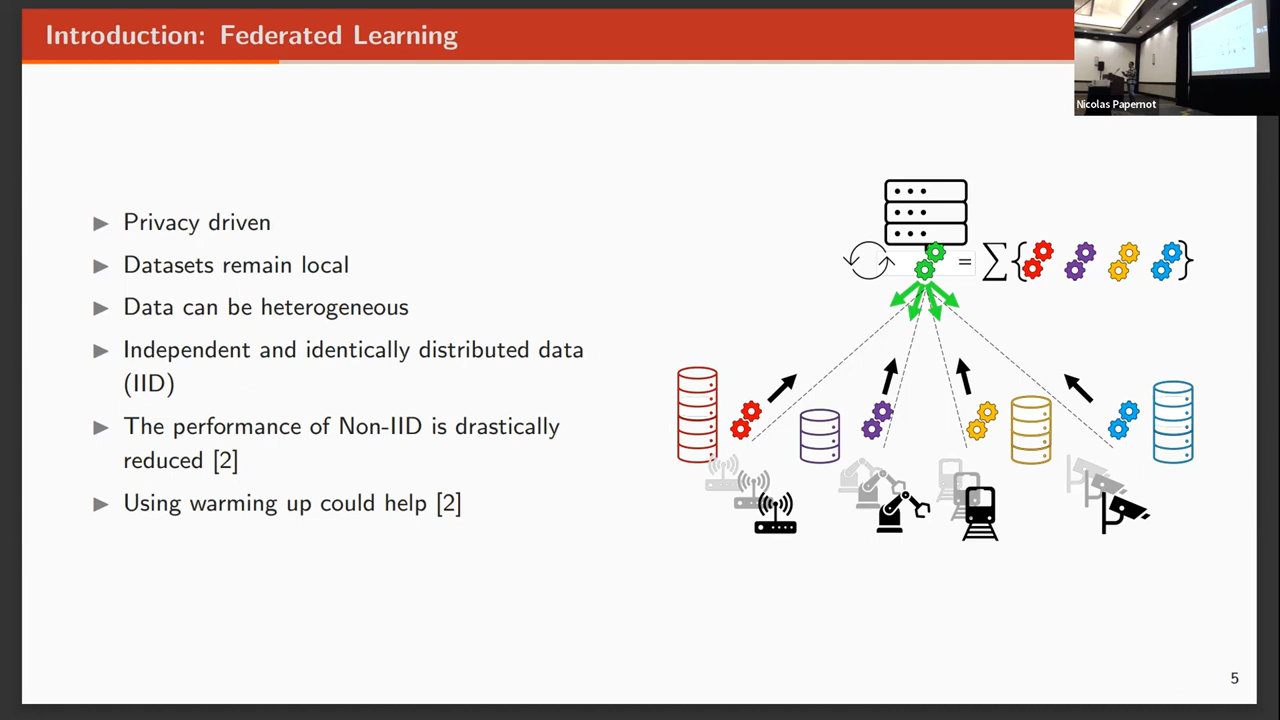 Introduction: Federated Learning
Nicolas Papernot
Privacy driven
Datasets remain local
Data can be heterogeneous
Independent and identically distributed data
(IID)
The performance of Non-IID is drastically
reduced [2]
Using warming up could help [2]
= ∑{ }
5